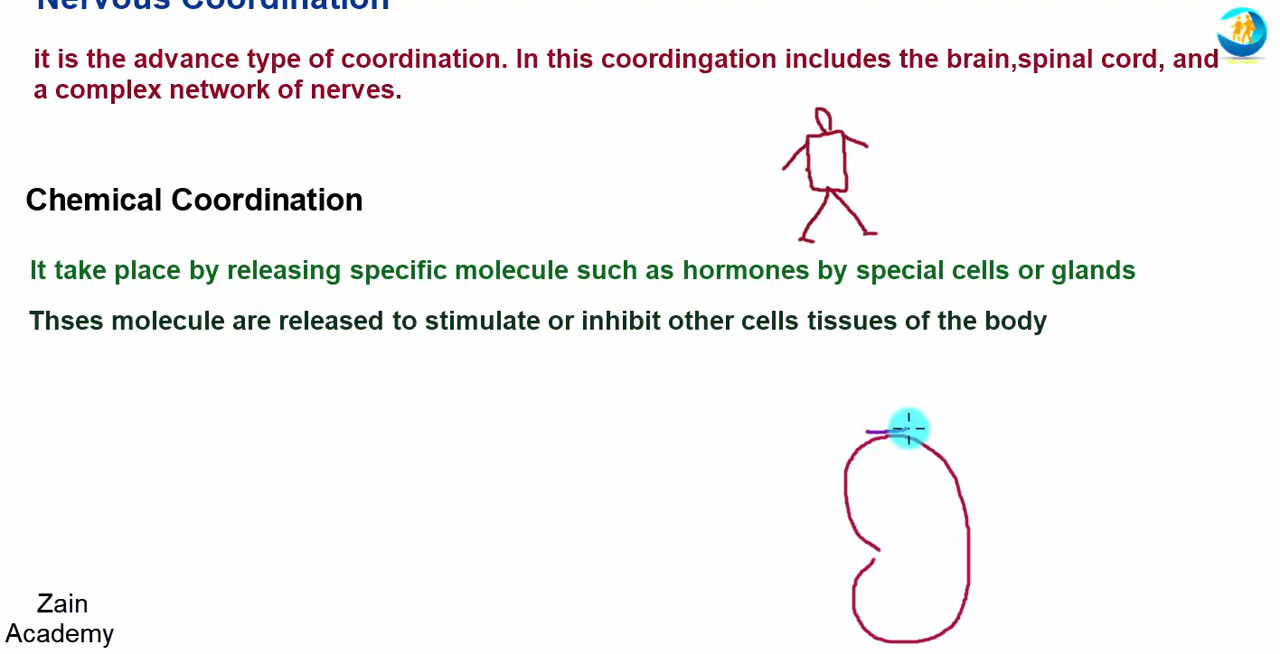 Nervous Coordination
it is the advance type of coordination. In this coordingation includes the brain,spinal cord, and
a complex network of nerves.
Chemical Coordination
It take place by releasing specific molecule such as hormones by special cells or glands
Thses molecule are released to stimulate or inhibit other cells tissues of the body
Zain
Academy